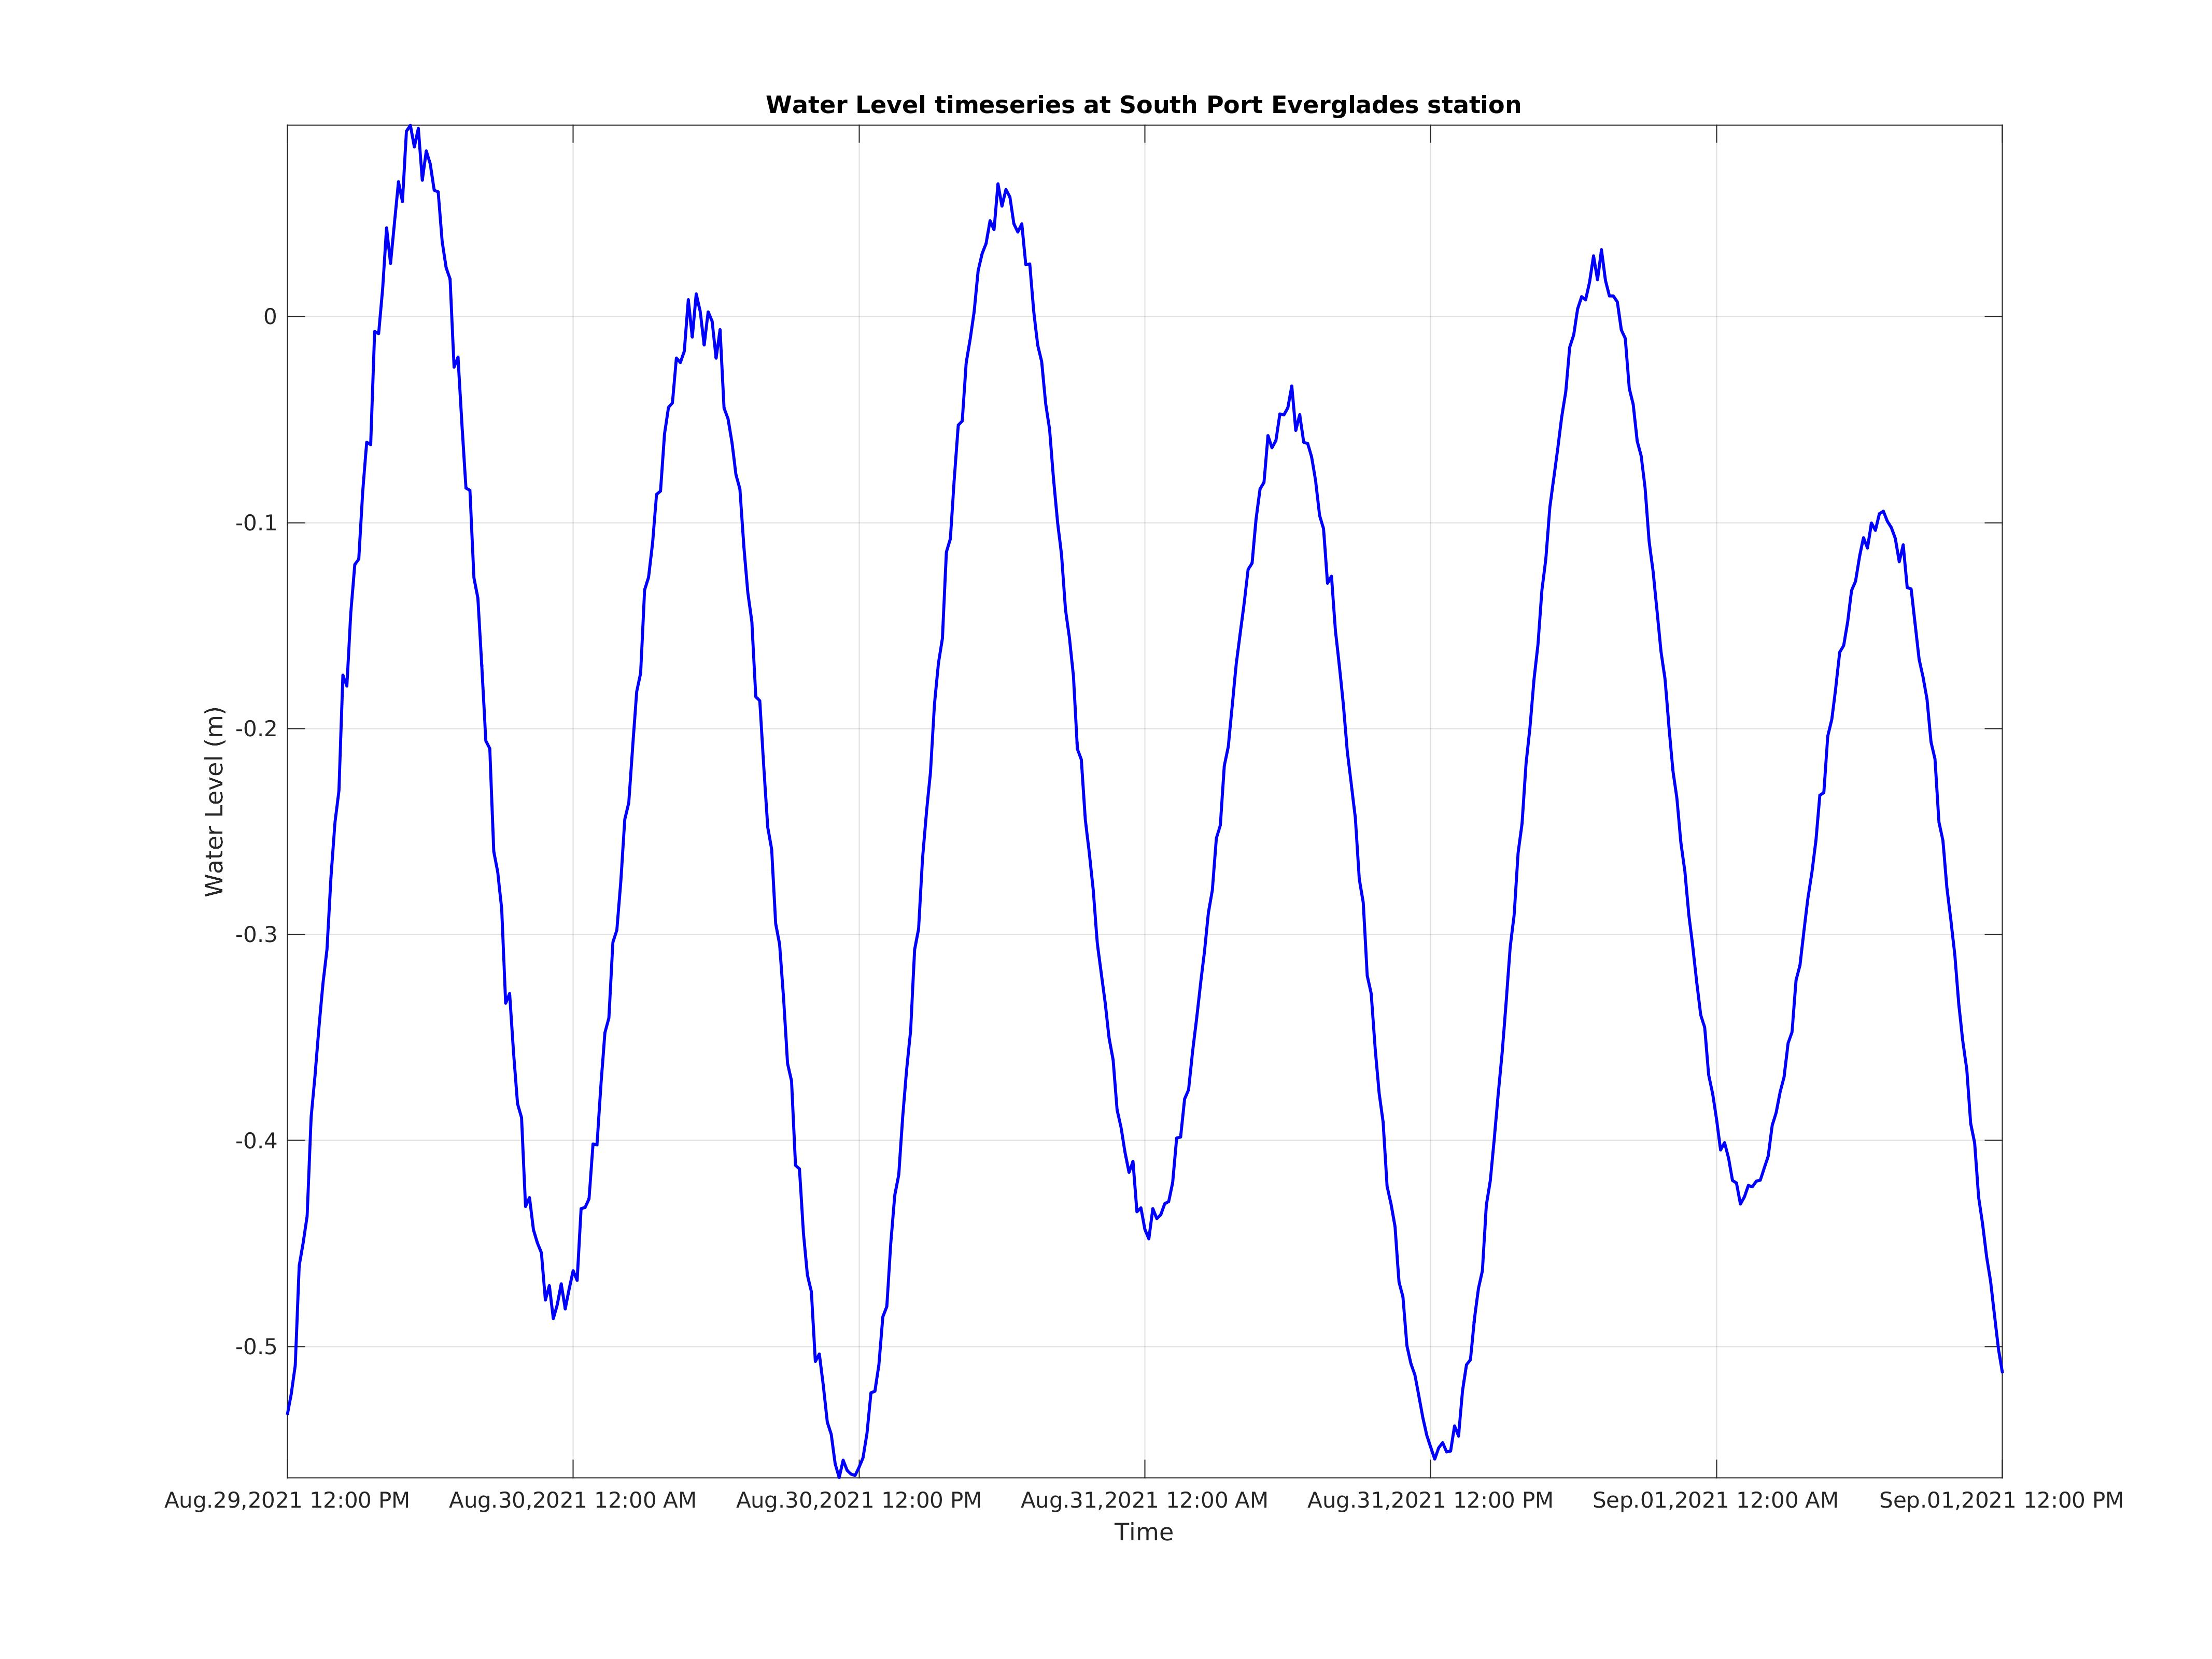 Water Level timeseries at South Port Everglades station
0
-0.1
-0.2
-0.3
-0.4
-0.5
Water Level (m)
Aug.29,2021 12:00 PM
Aug.30,2021 12:00 AM
Aug.30,2021 12:00 PM
Aug.31,2021 12:00 AM
Aug.31,2021 12:00 PM
Sep.01,2021 12:00 AM
Sep.01,2021 12:00 PM
Time